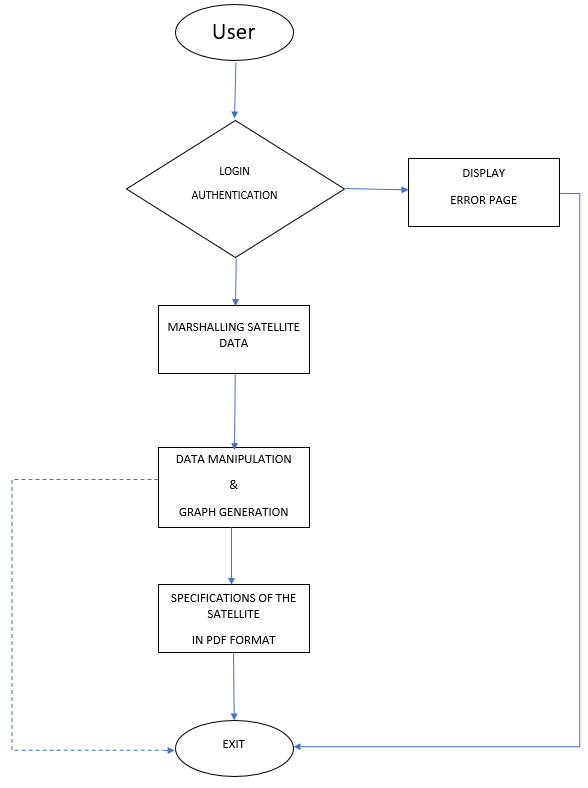 User
LOGIN
AUTHENTICATION
DISPLAY
ERROR PAGE
MARSHALLING SATELLITE
DATA
DATA MANIPULATION
&
GRAPH GENERATION
SPECIFICATIONS OF THE
SATELLITE
IN PDF FORMAT
EXIT